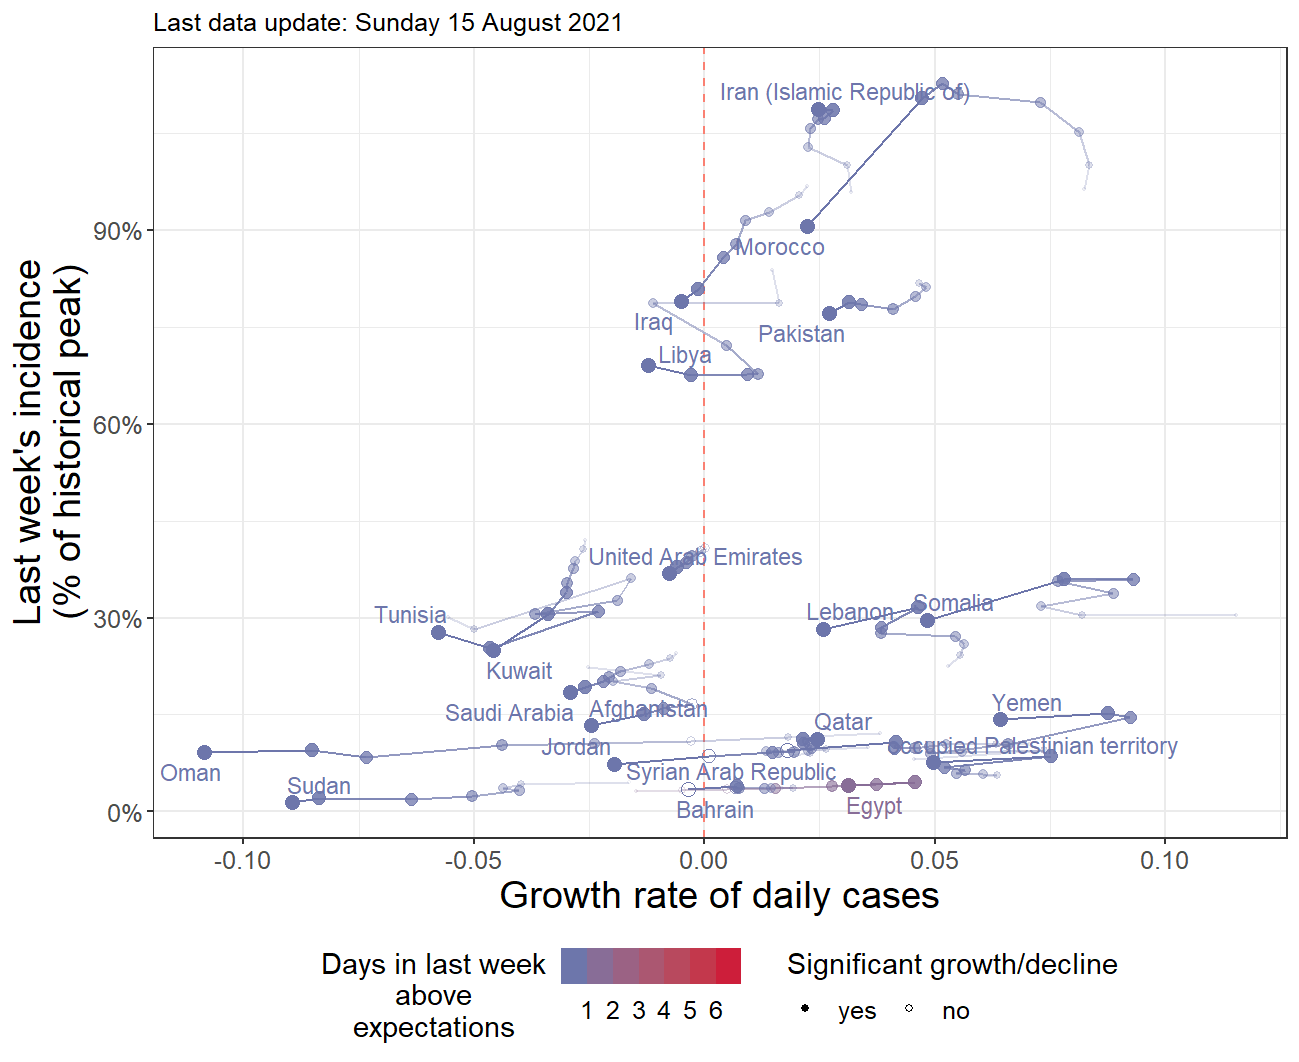 Last data update: Sunday 15 August 2021
Last week's incidence
(% of historical peak)
90%
60%
30%
0%
Iran (Islamic Republic of)
Morocco
Iraq
Pakistan
Libya
United Arab Emirates
Tunisia
Lebanon
Somalia
Kuwait
Saudi Arabia
Afghanistan
Yemen
Qatar
Jordan
Occupied Palestinian territory
Oman
Syrian Arab Republic
Sudan
Bahrain
Egypt
-0.10
-0.05
0.00
0.05
0.10
Growth rate of daily cases
Days in last week
above
expectations
1 2 3 4 5 6
Significant growth/decline
yes
no